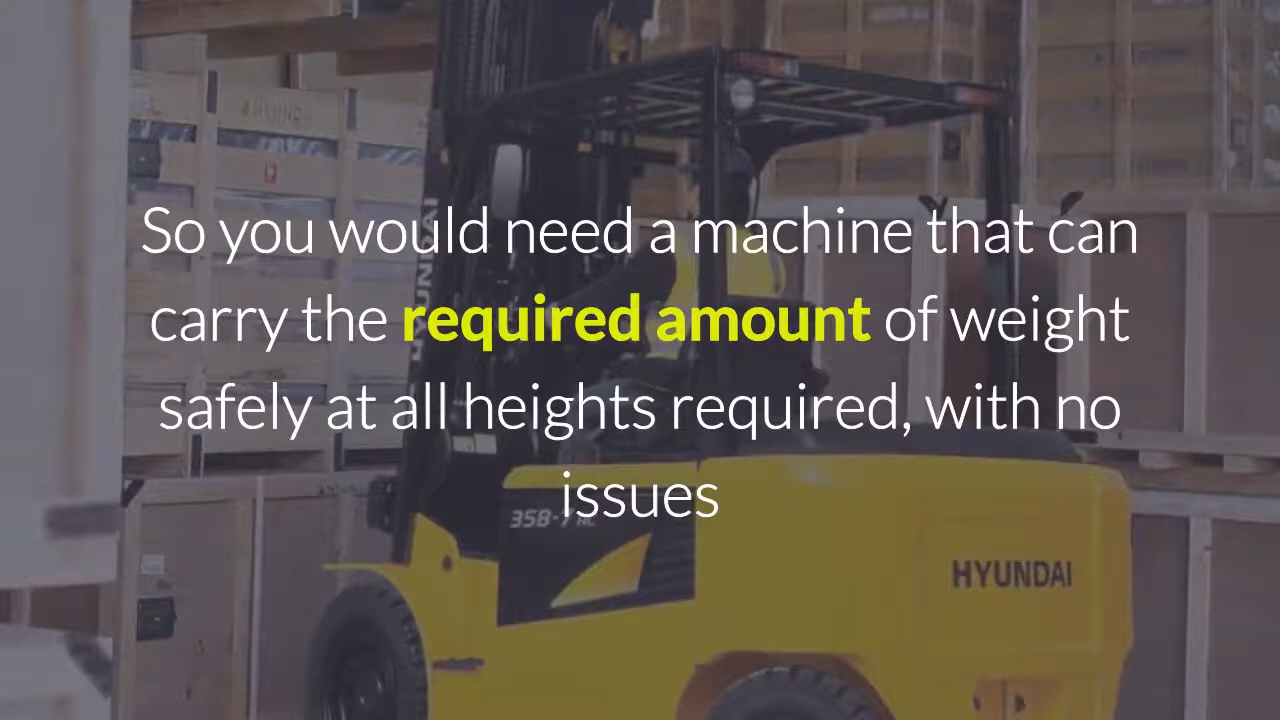 So you would need a machine that can
carry the required amount of weight
safely at all heights required, with no
issues
HYUNDAI
35B-7 AC
HYUNDAI